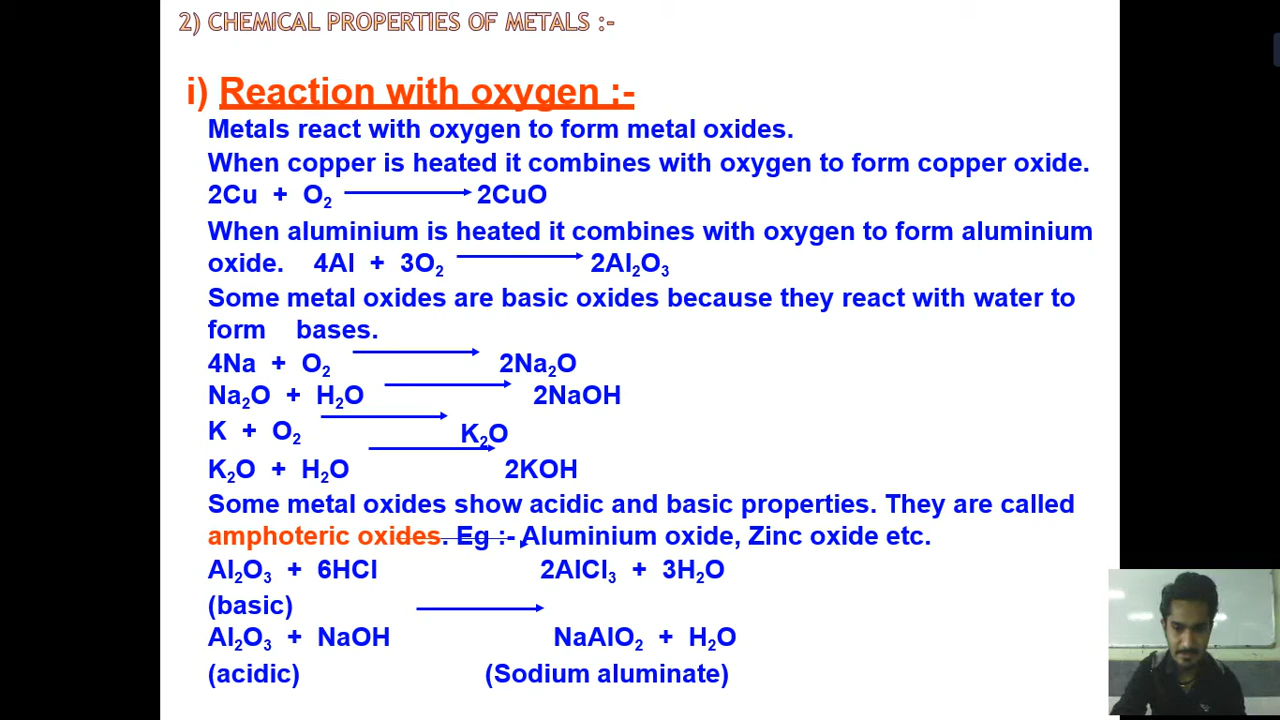 2) CHEMICAL PROPERTIES OF METALS :-
i) Reaction with oxygen :-
Metals react with oxygen to form metal oxides.
When copper is heated it combines with oxygen to form copper oxide.
2Cu + O₂ ⟶ 2CuO
When aluminium is heated it combines with oxygen to form aluminium
oxide. 4Al + 3O₂ ⟶ 2Al₂O₃
Some metal oxides are basic oxides because they react with water to
form bases.
4Na + O₂ ⟶ 2Na₂O
Na₂O + H₂O ⟶ 2NaOH
K + O₂ ⟶ K₂O
K₂O + H₂O ⟶ 2KOH
Some metal oxides show acidic and basic properties. They are called
amphoteric oxides. Eg :- Aluminium oxide, Zinc oxide etc.
Al₂O₃ + 6HCl ⟶ 2AlCl₃ + 3H₂O
(basic)
Al₂O₃ + NaOH ⟶ NaAlO₂ + H₂O
(acidic) (Sodium aluminate)